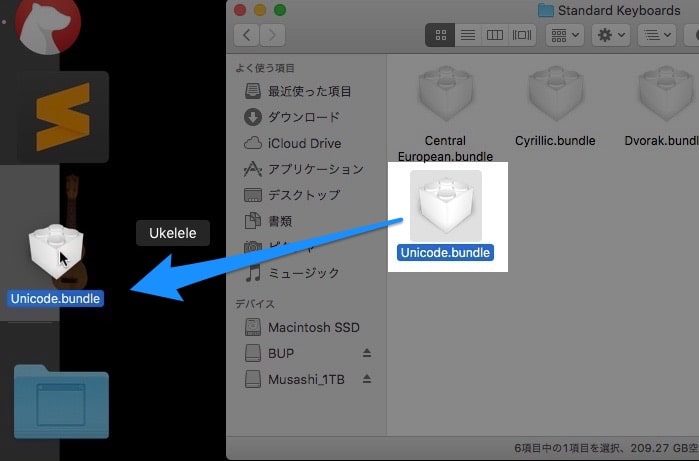 Standard Keyboards
よく使う項目
最近使った項目
ダウンロード
iCloud Drive
アプリケーション
デスクトップ
書類
ミュージック
デバイス
Macintosh SSD
BUP
Musashi_1TB
Central
European.bundle
Cyrillic.bundle
Dvorak.bundle
Unicode.bundle
Ukelele
Unicode.bundle
6項目中の1項目を選択、209.27 GB空